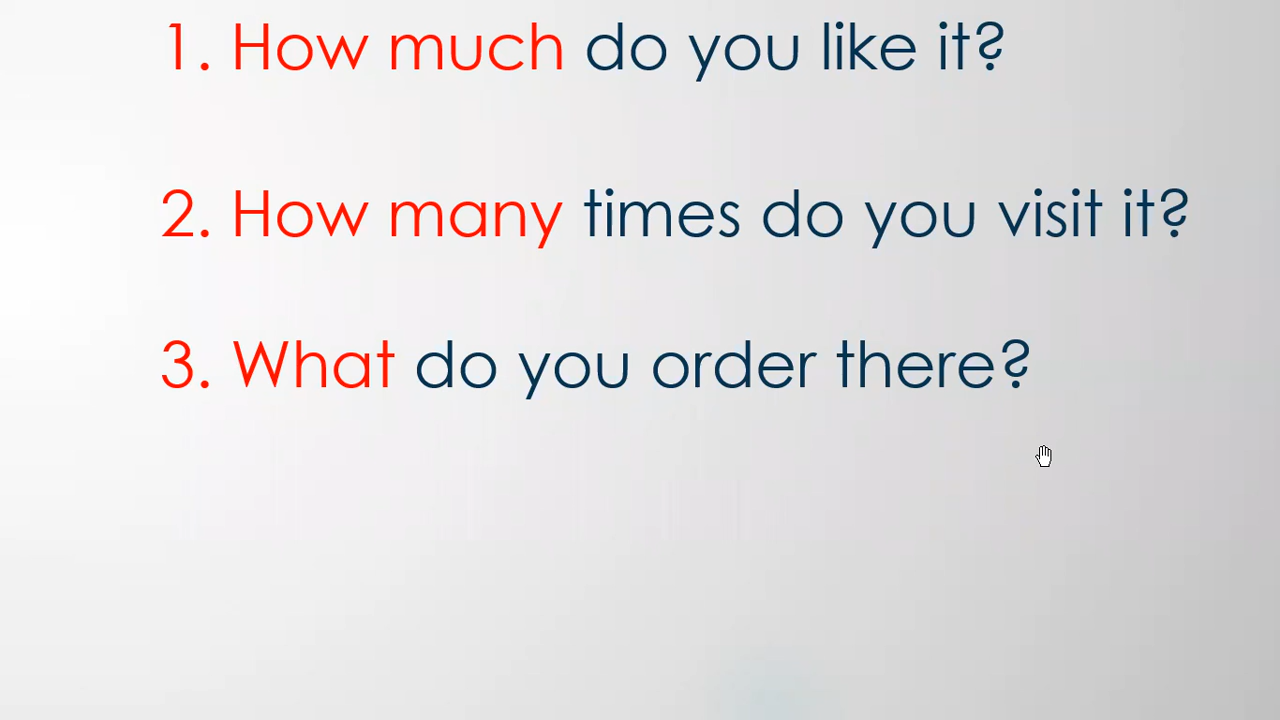 1. How much do you like it?
2. How many times do you visit it?
3. What do you order there?